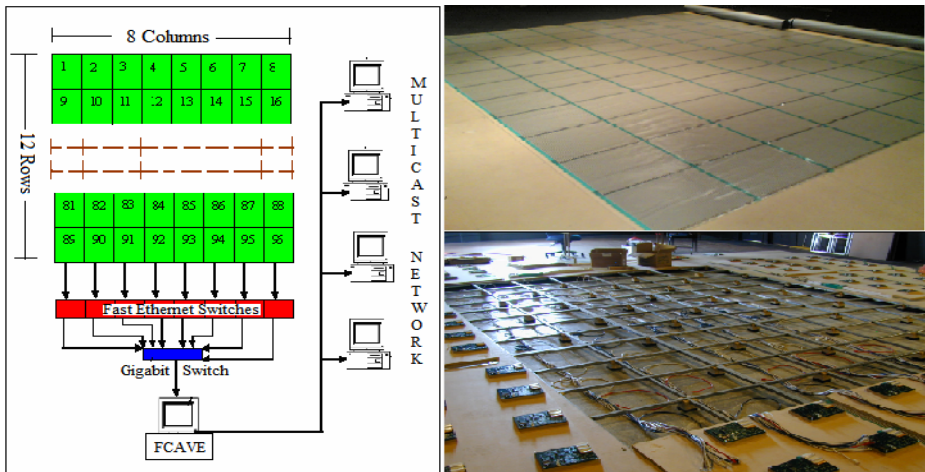 8 Columns
12 Rows
1 2 3 4 5 6 7 8
9 10 11 12 13 14 15 16
81 82 83 84 85 86 87 88
89 90 91 92 93 94 95 96
Fast Ethernet Switches
Gigabit Switch
FCAVE
MULTICAST NETWORK